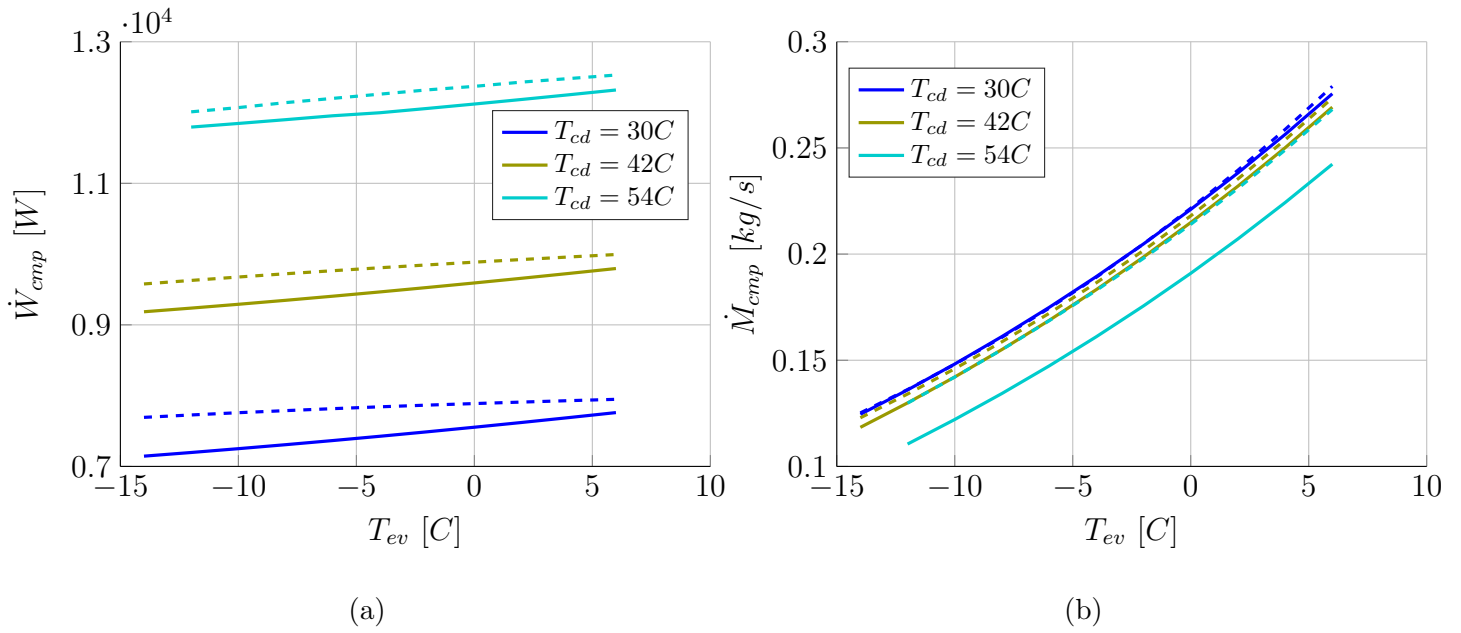 ·10⁴
1.3
1.1
0.9
0.7
−15 −10 −5 0 5 10
T_ev [C]
Ẇ_cmp [W]
T_cd = 30C
T_cd = 42C
T_cd = 54C
(a)
0.3
0.25
0.2
0.15
0.1
−15 −10 −5 0 5 10
T_ev [C]
Ṁ_cmp [kg/s]
T_cd = 30C
T_cd = 42C
T_cd = 54C
(b)